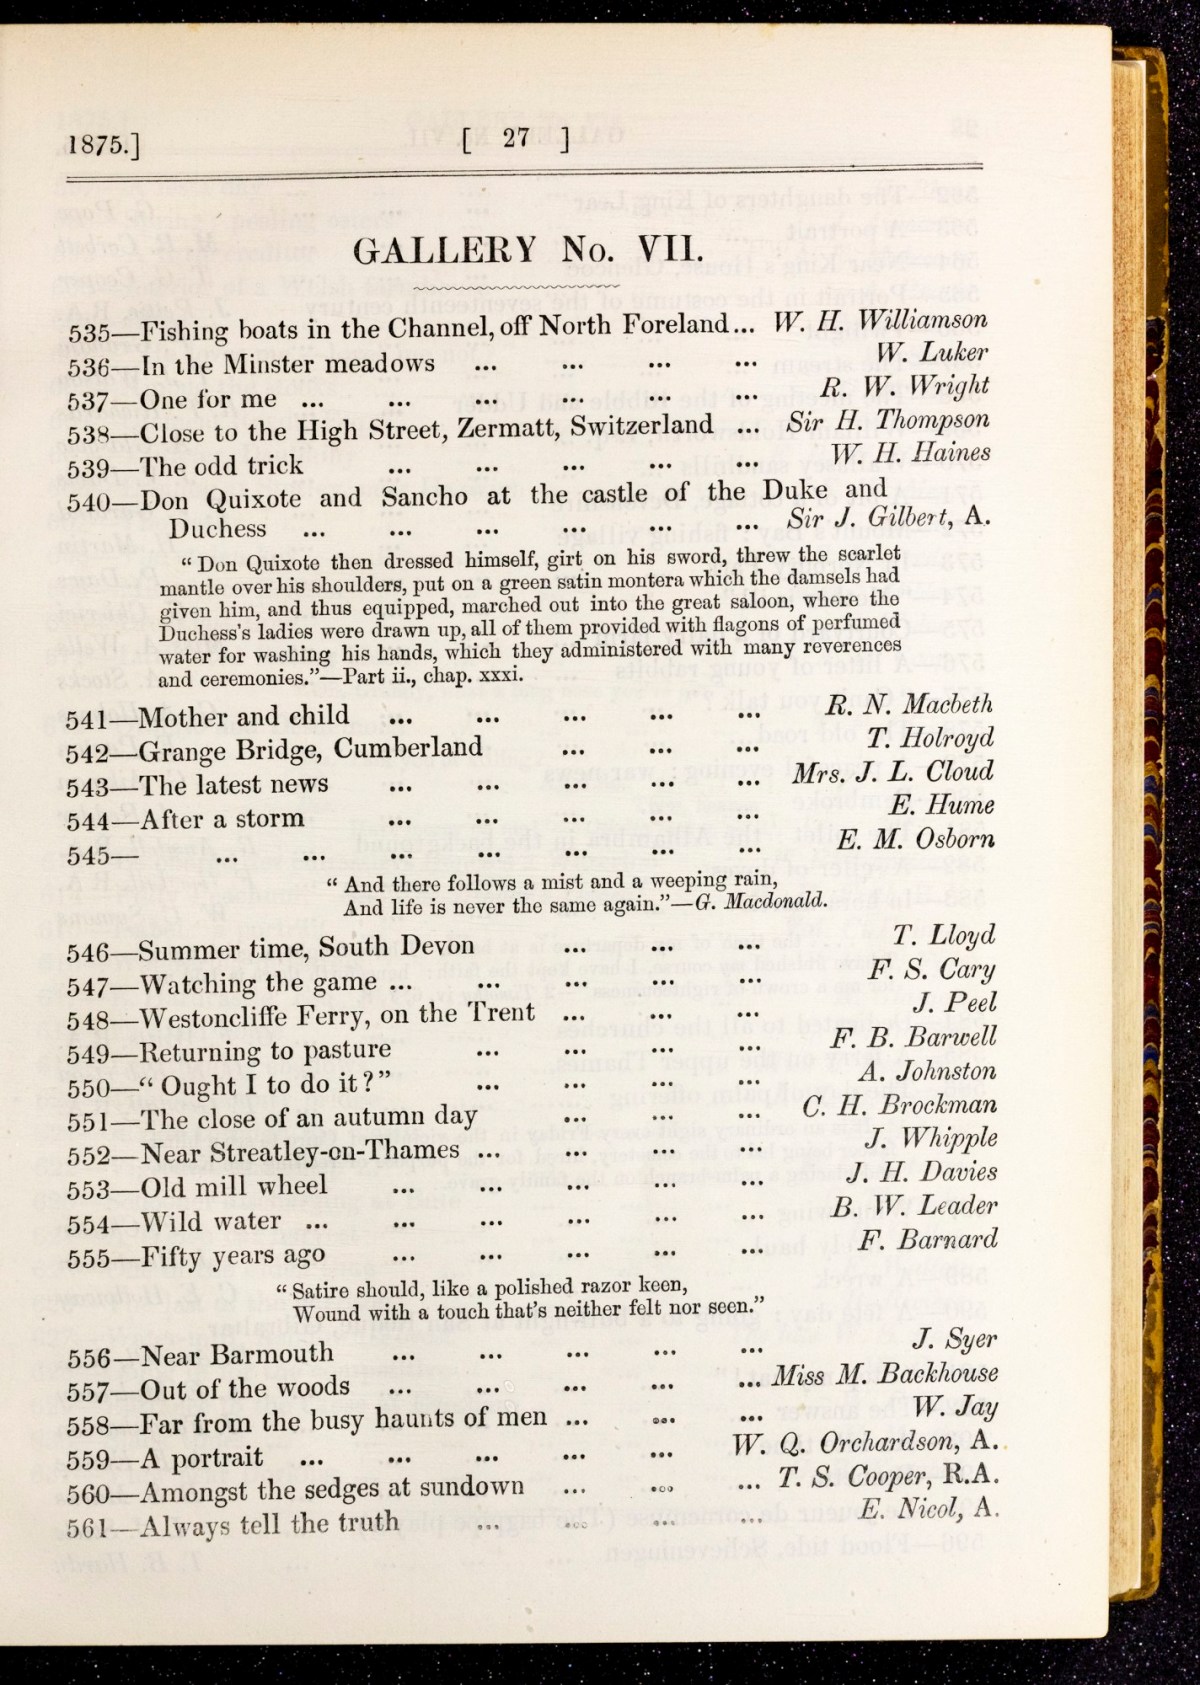 1875.] [ 27 ]
GALLERY No. VII.
535—Fishing boats in the Channel, off North Foreland... W. H. Williamson
536—In the Minster meadows ... ... ... ... W. Luker
537—One for me ... ... ... ... ... ... R. W. Wright
538—Close to the High Street, Zermatt, Switzerland ... Sir H. Thompson
539—The odd trick ... ... ... ... ... W. H. Haines
540—Don Quixote and Sancho at the castle of the Duke and
Duchess ... ... ... ... ... ... Sir J. Gilbert, A.
“ Don Quixote then dressed himself, girt on his sword, threw the scarlet
mantle over his shoulders, put on a green satin montera which the damsels had
given him, and thus equipped, marched out into the great saloon, where the
Duchess's ladies were drawn up, all of them provided with flagons of perfumed
water for washing his hands, which they administered with many reverences
and ceremonies.”—Part ii., chap. xxxi.
541—Mother and child ... ... ... ... ... R. N. Macbeth
542—Grange Bridge, Cumberland ... ... ... T. Holroyd
543—The latest news ... ... ... ... ... Mrs. J. L. Cloud
544—After a storm ... ... ... ... ... E. Hume
545— ... ... ... ... ... ... ... E. M. Osborn
“ And there follows a mist and a weeping rain,
And life is never the same again.”—G. Macdonald.
546—Summer time, South Devon ... ... ... T. Lloyd
547—Watching the game ... ... ... ... ... F. S. Cary
548—Westoncliffe Ferry, on the Trent ... ... ... J. Peel
549—Returning to pasture ... ... ... ... F. B. Barwell
550—“ Ought I to do it?” ... ... ... ... A. Johnston
551—The close of an autumn day ... ... ... C. H. Brockman
552—Near Streatley-on-Thames ... ... ... ... J. Whipple
553—Old mill wheel ... ... ... ... ... J. H. Davies
554—Wild water ... ... ... ... ... ... B. W. Leader
555—Fifty years ago ... ... ... ... ... F. Barnard
“ Satire should, like a polished razor keen,
Wound with a touch that's neither felt nor seen.”
556—Near Barmouth ... ... ... ... ... J. Syer
557—Out of the woods ... ... ... ... ... Miss M. Backhouse
558—Far from the busy haunts of men ... ... ... W. Jay
559—A portrait ... ... ... ... ... W. Q. Orchardson, A.
560—Amongst the sedges at sundown ... ... ... T. S. Cooper, R.A.
561—Always tell the truth ... ... ... ... E. Nicol, A.